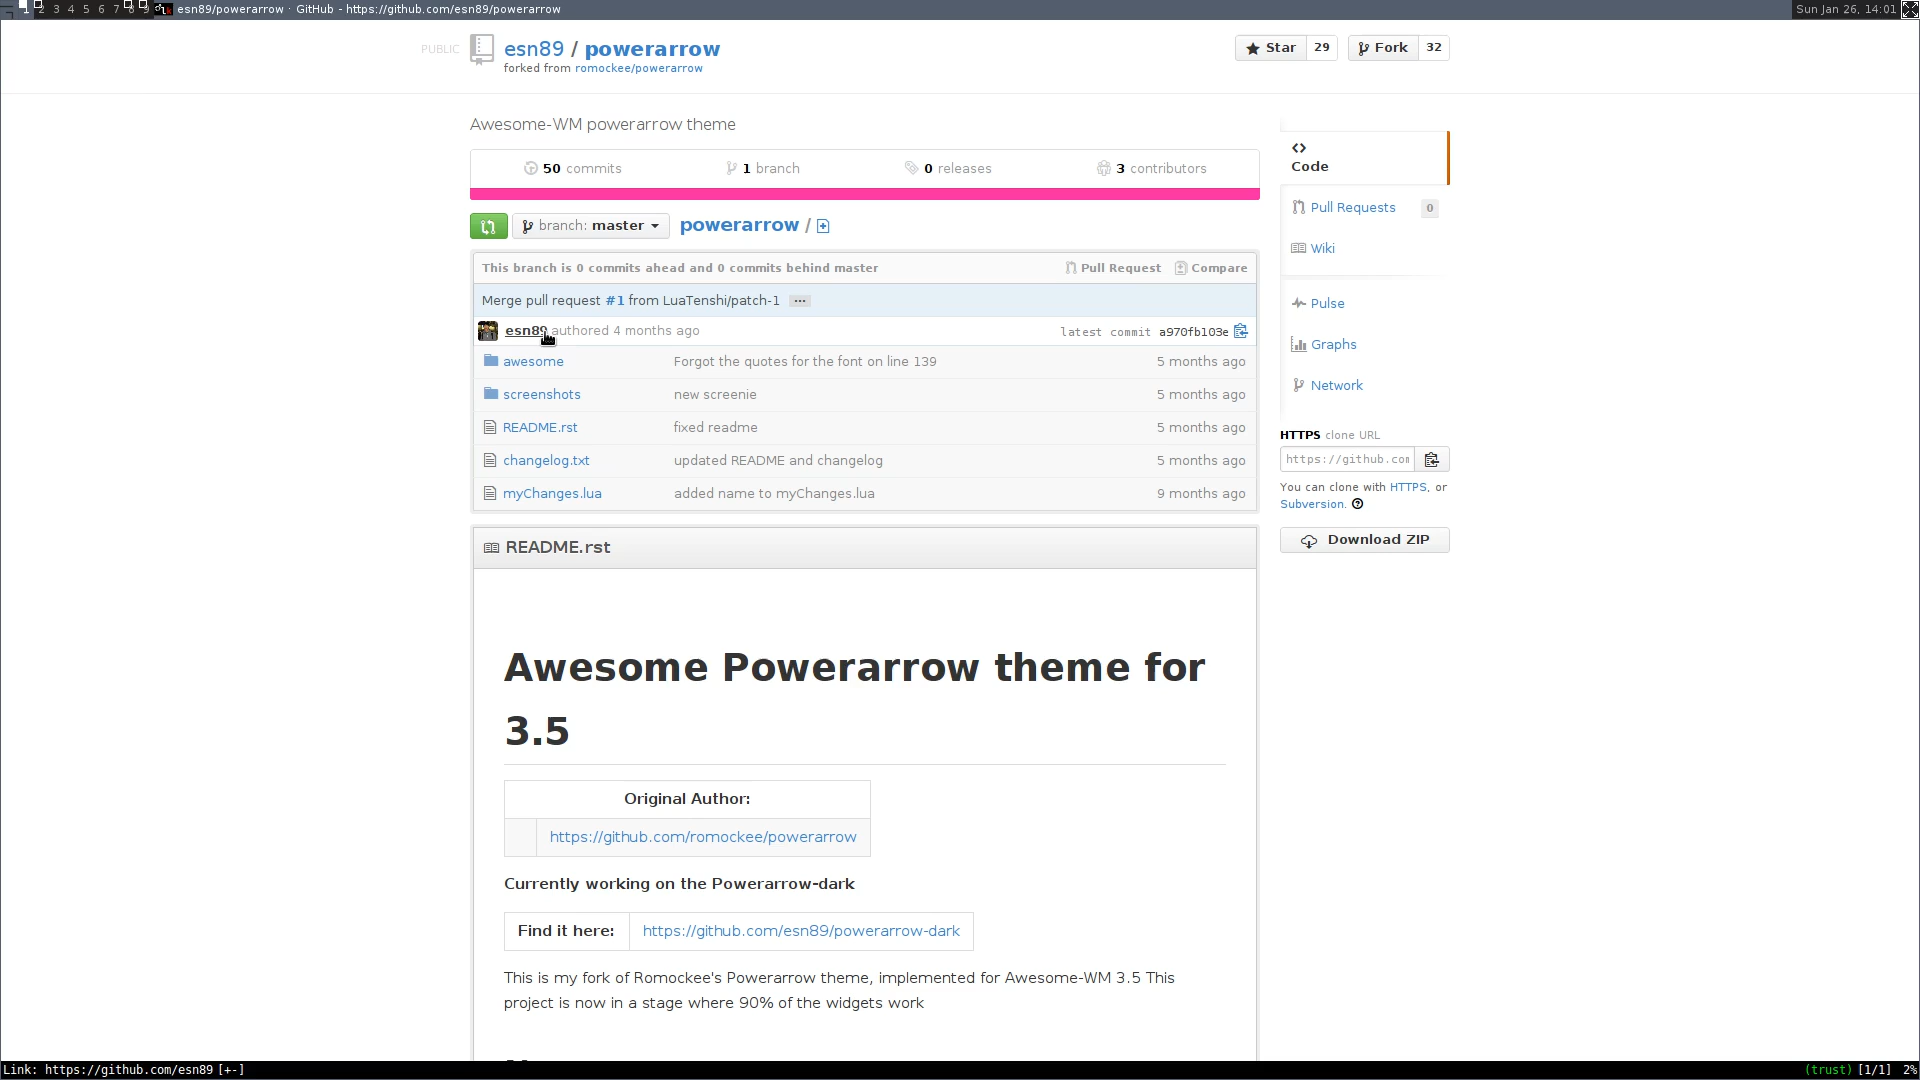 1 2 3 4 5 6 7 8 9 esn89/powerarrow · GitHub - https://github.com/esn89/powerarrow Sun Jan 26, 14:01
PUBLIC esn89 / powerarrow
forked from romockee/powerarrow
Star 29 Fork 32
Awesome-WM powerarrow theme
50 commits 1 branch 0 releases 3 contributors
branch: master powerarrow /
This branch is 0 commits ahead and 0 commits behind master Pull Request Compare
Merge pull request #1 from LuaTenshi/patch-1 ...
esn89 authored 4 months ago latest commit a970fb103e
awesome Forgot the quotes for the font on line 139 5 months ago
screenshots new screenie 5 months ago
README.rst fixed readme 5 months ago
changelog.txt updated README and changelog 5 months ago
myChanges.lua added name to myChanges.lua 9 months ago
README.rst
Awesome Powerarrow theme for
3.5
Original Author:
https://github.com/romockee/powerarrow
Currently working on the Powerarrow-dark
Find it here: https://github.com/esn89/powerarrow-dark
This is my fork of Romockee's Powerarrow theme, implemented for Awesome-WM 3.5 This
project is now in a stage where 90% of the widgets work
Code
Pull Requests 0
Wiki
Pulse
Graphs
Network
HTTPS clone URL
https://github.com
You can clone with HTTPS, or
Subversion.
Download ZIP
Link: https://github.com/esn89 [+-] (trust) [1/1] 2%